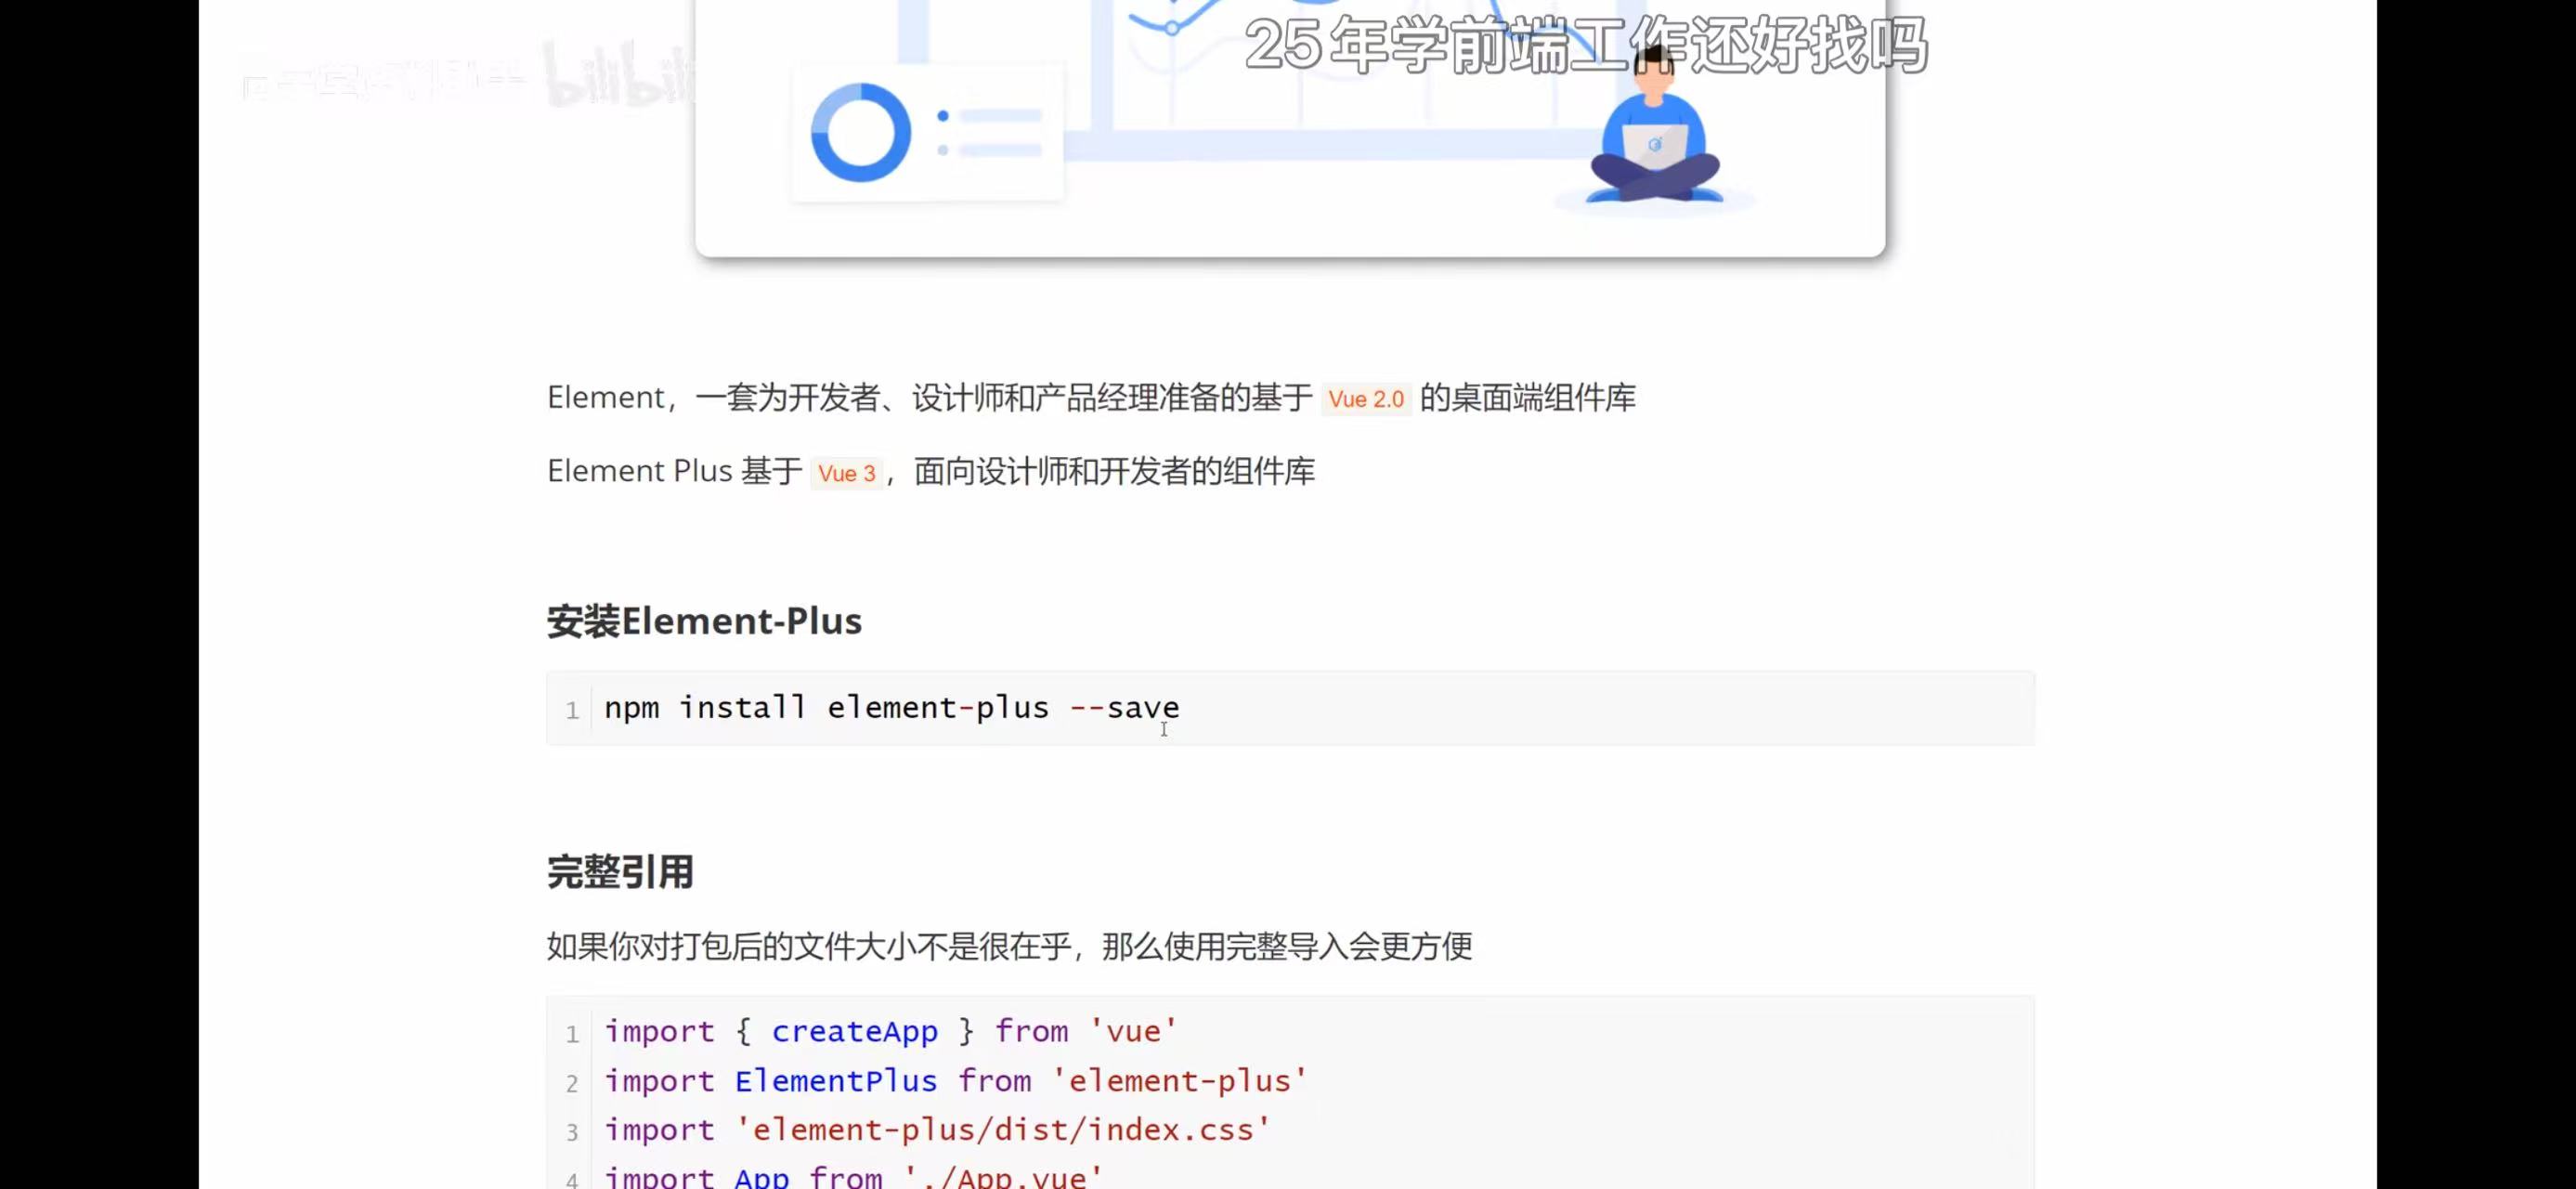 25年学前端工作还好找吗
bilibili
Element，一套为开发者、设计师和产品经理准备的基于 Vue 2.0 的桌面端组件库
Element Plus 基于 Vue 3，面向设计师和开发者的组件库
安装Element-Plus
1 npm install element-plus --save
完整引用
如果你对打包后的文件大小不是很在乎，那么使用完整导入会更方便
1 import { createApp } from 'vue'
2 import ElementPlus from 'element-plus'
3 import 'element-plus/dist/index.css'
4 import App from './App.vue'